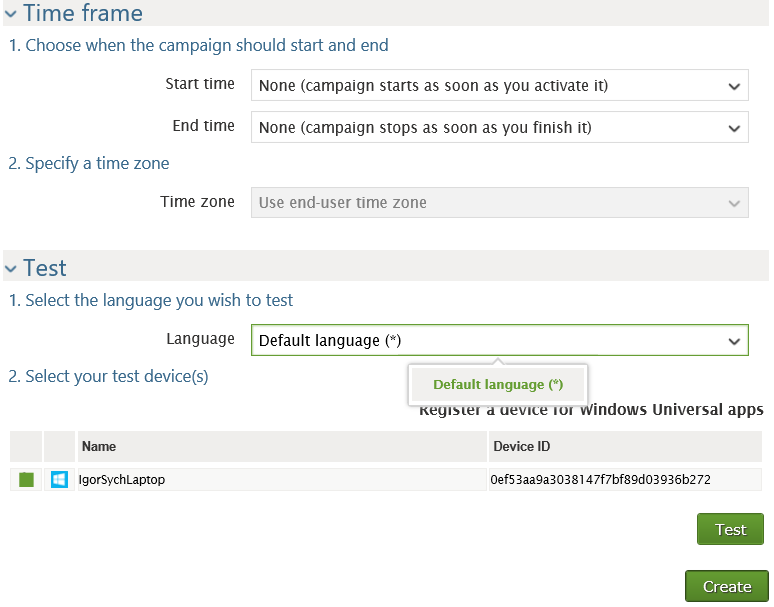 Time frame
1. Choose when the campaign should start and end
Start time None (campaign starts as soon as you activate it)
End time None (campaign stops as soon as you finish it)
2. Specify a time zone
Time zone Use end-user time zone
Test
1. Select the language you wish to test
Language Default language (*)
2. Select your test device(s)
Default language (*)
Register a device for Windows Universal apps
Name Device ID
IgorSychLaptop 0ef53aa9a3038147f7bf89d03936b272
Test
Create